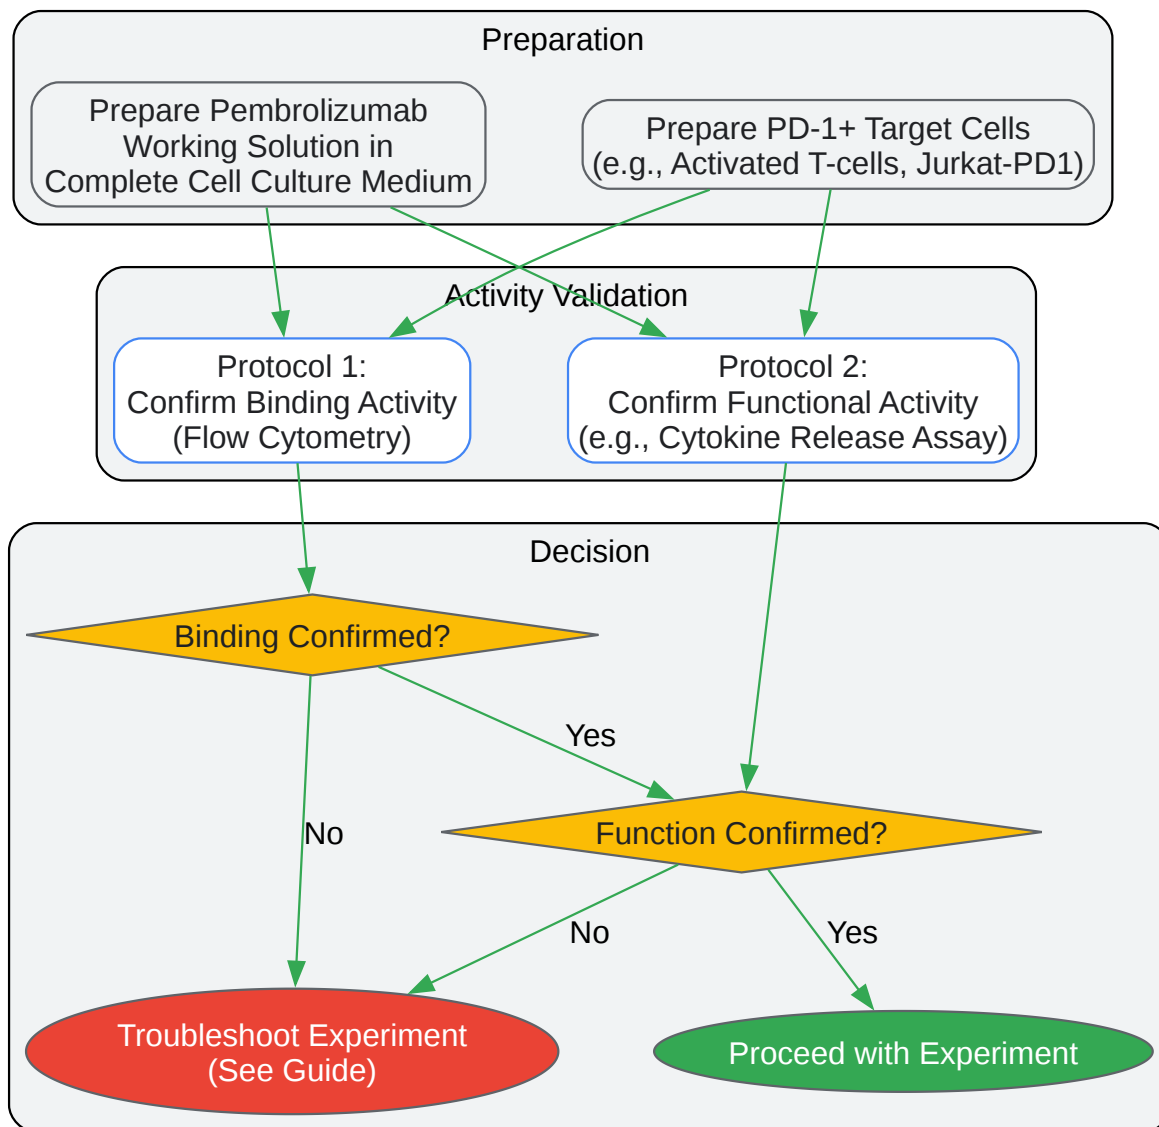 Preparation
Prepare Pembrolizumab
Working Solution in
Complete Cell Culture Medium
Prepare PD-1+ Target Cells
(e.g., Activated T-cells, Jurkat-PD1)
Activity Validation
Protocol 1:
Confirm Binding Activity
(Flow Cytometry)
Protocol 2:
Confirm Functional Activity
(e.g., Cytokine Release Assay)
Decision
Binding Confirmed?
Yes
No
Function Confirmed?
No
Yes
Troubleshoot Experiment
(See Guide)
Proceed with Experiment